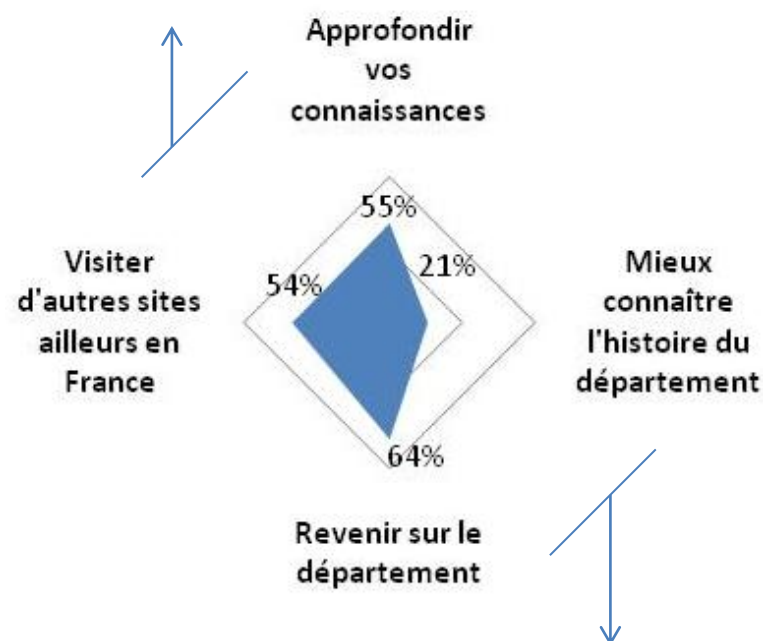 Approfondir
vos
connaissances
55%
21%
54%
Visiter
d'autres sites
ailleurs en
France
Mieux
connaître
l'histoire du
département
64%
Revenir sur le
département